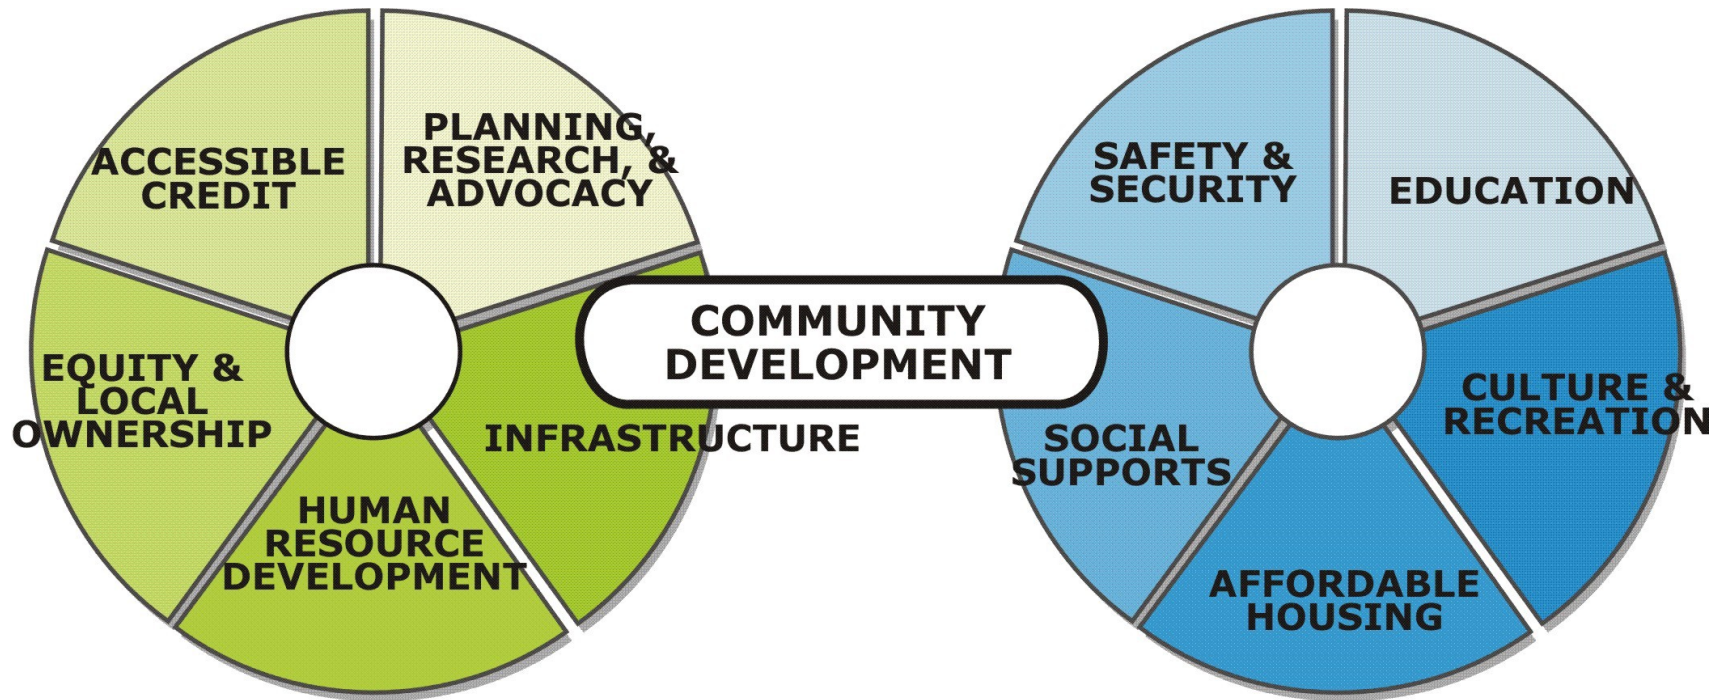 ACCESSIBLE
CREDIT
PLANNING,
RESEARCH, &
ADVOCACY
EQUITY &
LOCAL
OWNERSHIP
INFRASTRUCTURE
HUMAN
RESOURCE
DEVELOPMENT
COMMUNITY
DEVELOPMENT
SAFETY &
SECURITY
EDUCATION
SOCIAL
SUPPORTS
CULTURE &
RECREATION
AFFORDABLE
HOUSING